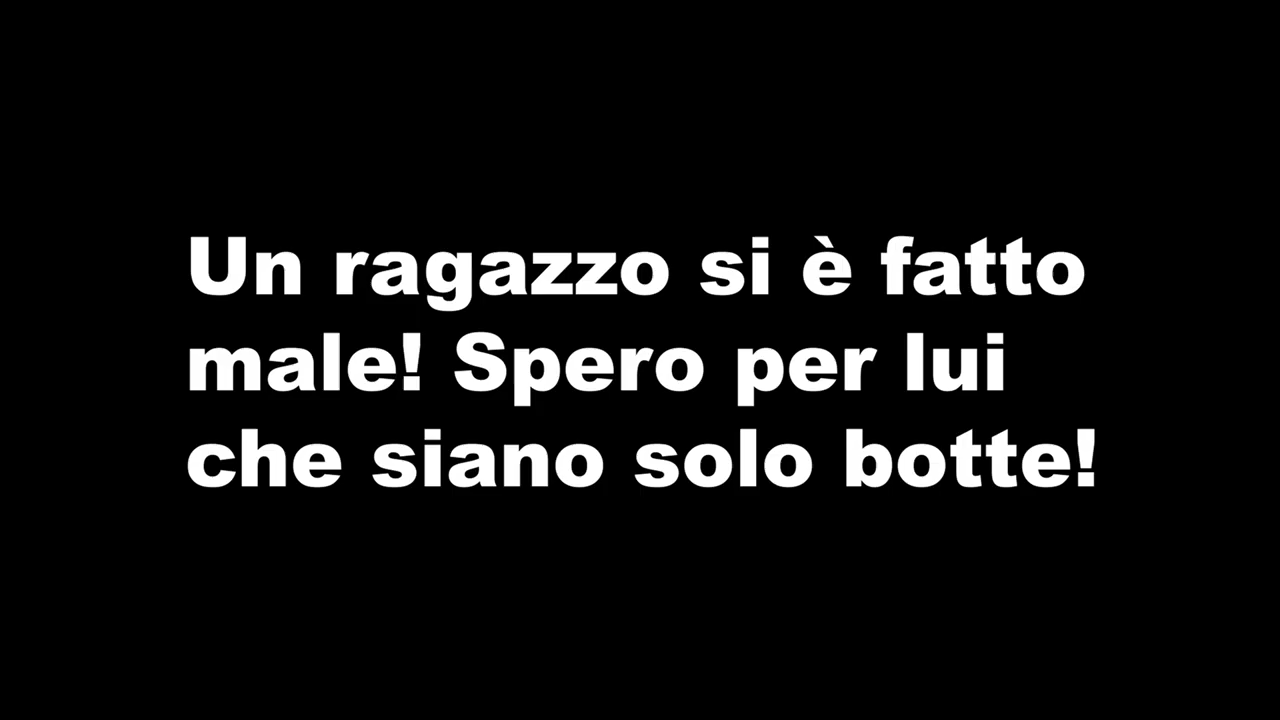 Un ragazzo si è fatto
male! Spero per lui
che siano solo botte!